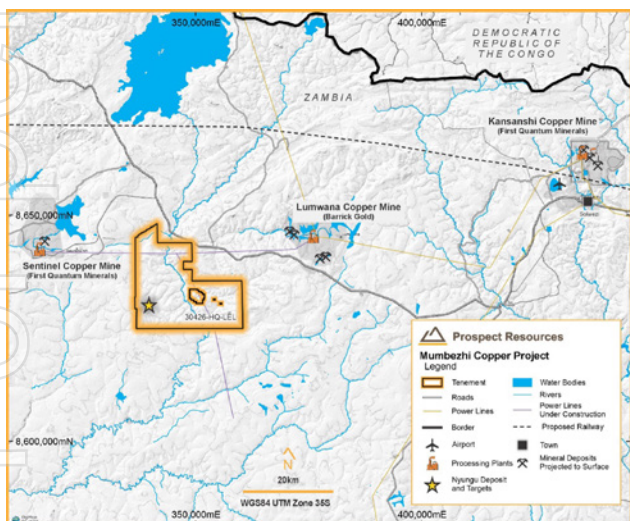 350,000mE
400,000mE
DEMOCRATIC
REPUBLIC OF
THE CONGO
ZAMBIA
Kansanshi Copper Mine
(First Quantum Minerals)
8,650,000mN
Lumwana Copper Mine
(Barrick Gold)
Solwezi
Sentinel Copper Mine
(First Quantum Minerals)
30426-HQ-LEL
Prospect Resources
Mumbezhi Copper Project
Legend
Tenement
Water Bodies
Roads
Rivers
Power Lines
Power Lines
Under Construction
Border
Proposed Railway
Airport
Town
Processing Plants
Mineral Deposits
Projected to Surface
Nyungu Deposit
and Targets
8,600,000mN
N
20km
WGS84 UTM Zone 35S
350,000mE
400,000mE